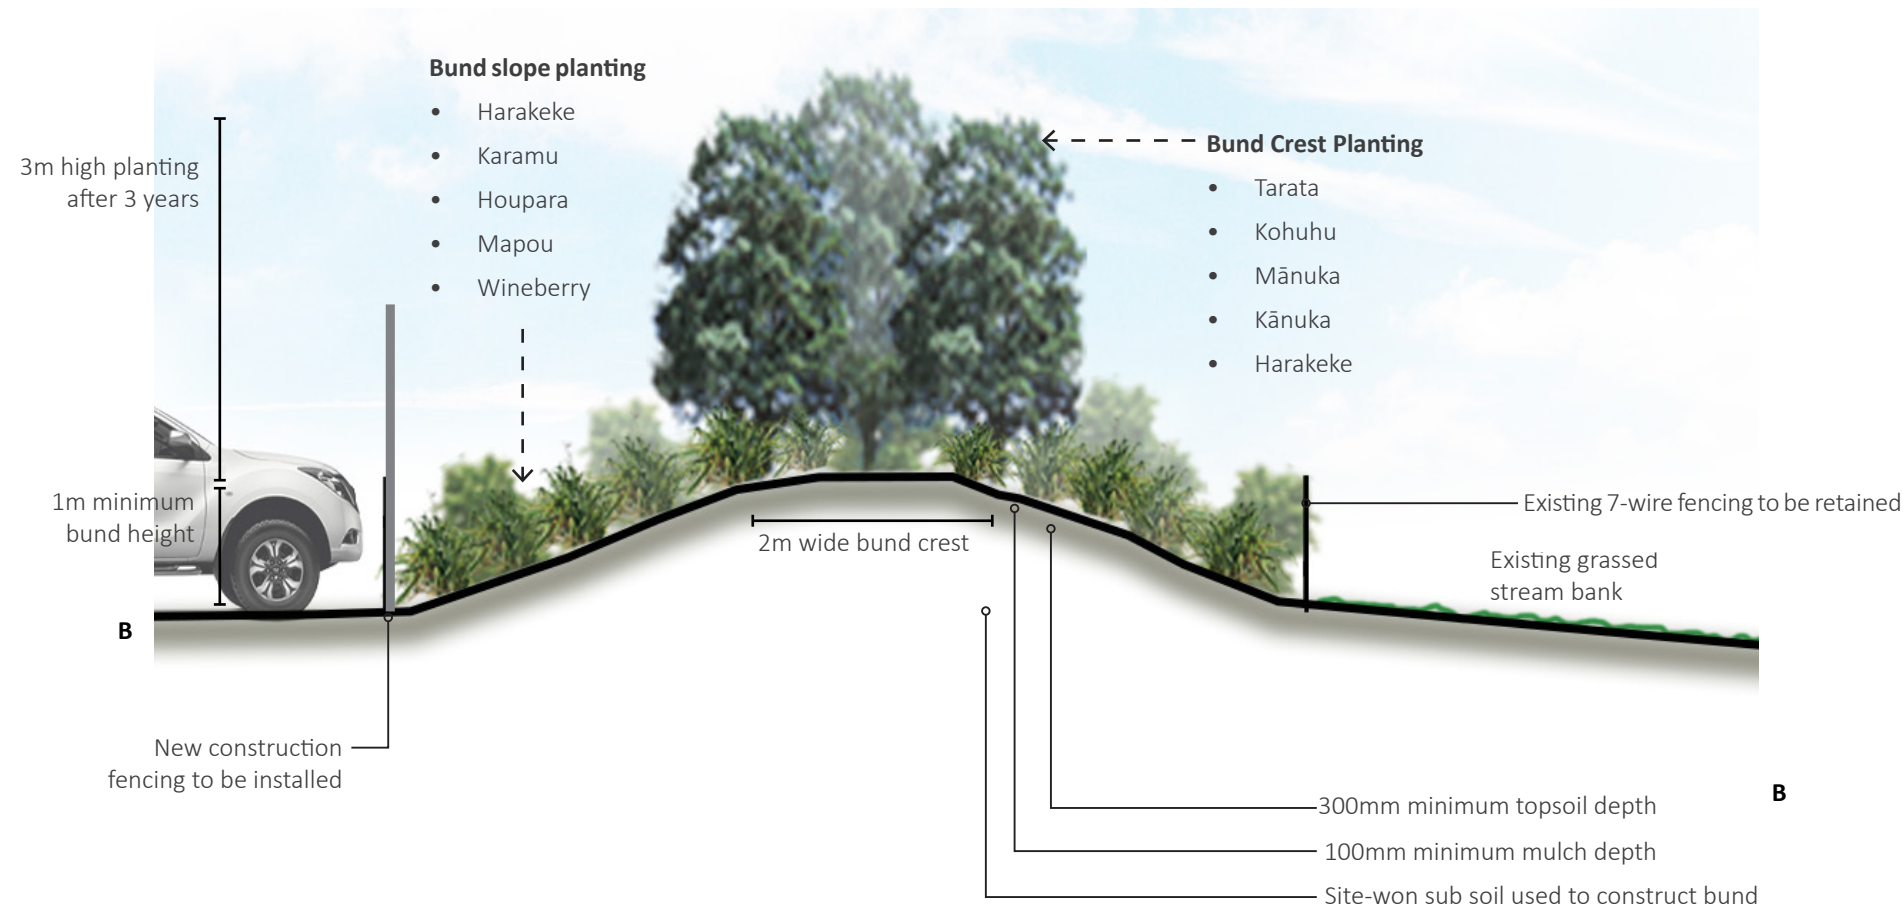 Bund slope planting
• Harakeke
• Karamu
• Houpara
• Mapou
• Wineberry
3m high planting
after 3 years
Bund Crest Planting
• Tarata
• Kohuhu
• Mānuka
• Kānuka
• Harakeke
1m minimum
bund height
2m wide bund crest
Existing 7-wire fencing to be retained
Existing grassed
stream bank
B
New construction
fencing to be installed
B
300mm minimum topsoil depth
100mm minimum mulch depth
Site-won sub soil used to construct bund